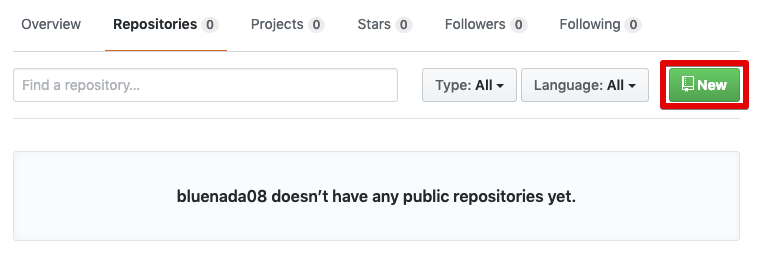 Overview Repositories 0 Projects 0 Stars 0 Followers 0 Following 0
Find a repository... Type: All Language: All New
bluenada08 doesn’t have any public repositories yet.